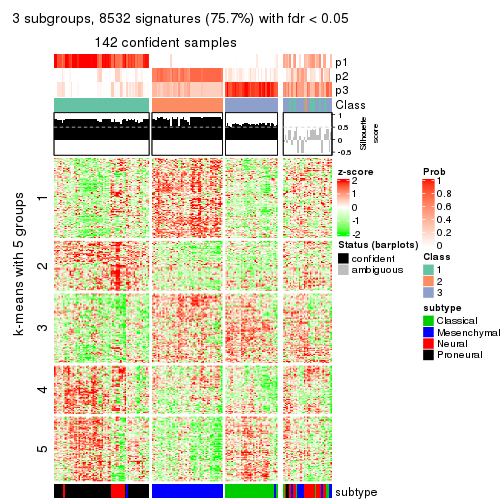 3 subgroups, 8532 signatures (75.7%) with fdr < 0.05
142 confident samples
p1
p2
p3
Class
1
0.5
0
-0.5
Silhouette
score
k-means with 5 groups
1
2
3
4
5
subtype
z-score
2
1
0
-1
-2
Status (barplots)
confident
ambiguous
Prob
1
0.8
0.6
0.4
0.2
0
Class
1
2
3
subtype
Classical
Mesenchymal
Neural
Proneural